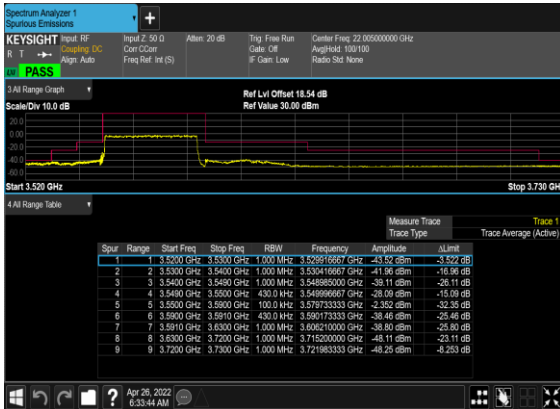 Spectrum Analyzer 1
Spurious Emissions
KEYSIGHT Input: RF Input Z: 50 Ω Atten: 20 dB Trig: Free Run Center Freq: 22.005000000 GHz
R T Coupling: DC Corr CCorr Gate: Off Avg|Hold: 100/100
Align: Auto Freq Ref: Int (S) IF Gain: Low Radio Std: None
PASS
3 All Range Graph
Ref Lvl Offset 18.54 dB
Scale/Div 10.0 dB Ref Value 30.00 dBm
20.0
0.00
-20.0
-40.0
-60.0
Start 3.520 GHz Stop 3.730 GH
4 All Range Table
Measure Trace Trace 1
Trace Type Trace Average (Active)
Spur Range Start Freq Stop Freq RBW Frequency Amplitude ΔLimit
1 1 3.5200 GHz 3.5300 GHz 1.000 MHz 3.529916667 GHz -43.52 dBm -3.522 dB
2 2 3.5300 GHz 3.5400 GHz 1.000 MHz 3.530416667 GHz -41.96 dBm -16.96 dB
3 3 3.5400 GHz 3.5490 GHz 1.000 MHz 3.548985000 GHz -39.11 dBm -26.11 dB
4 4 3.5490 GHz 3.5500 GHz 430.0 kHz 3.549996667 GHz -28.09 dBm -15.09 dB
5 5 3.5500 GHz 3.5900 GHz 100.0 kHz 3.579733333 GHz -2.352 dBm -32.35 dB
6 6 3.5900 GHz 3.5910 GHz 430.0 kHz 3.590173333 GHz -38.46 dBm -25.46 dB
7 7 3.5910 GHz 3.6300 GHz 1.000 MHz 3.606210000 GHz -38.80 dBm -25.80 dB
8 8 3.6300 GHz 3.7200 GHz 1.000 MHz 3.715200000 GHz -48.11 dBm -23.11 dB
9 9 3.7200 GHz 3.7300 GHz 1.000 MHz 3.721983333 GHz -48.25 dBm -8.253 dB
Apr 26, 2022
6:33:44 AM